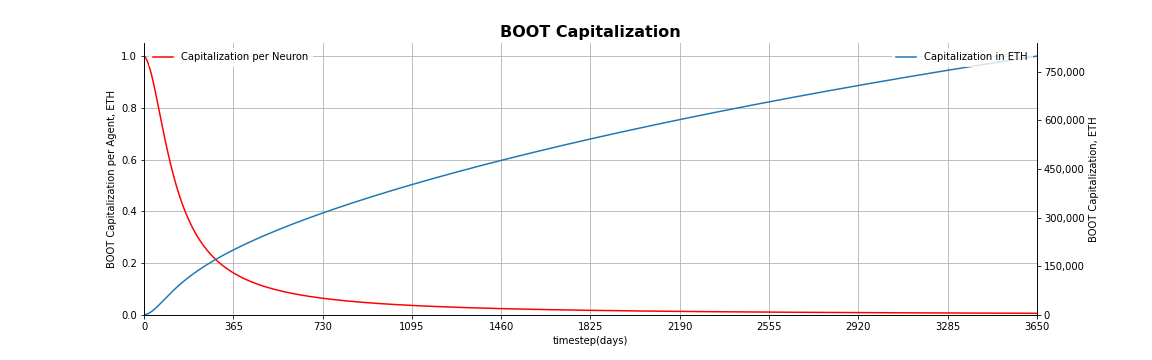 BOOT Capitalization
Capitalization per Neuron
Capitalization in ETH
BOOT Capitalization per Agent, ETH
1.0
0.8
0.6
0.4
0.2
0.0
750,000
600,000
450,000
300,000
150,000
0
BOOT Capitalization, ETH
0 365 730 1095 1460 1825 2190 2555 2920 3285 3650
timestep(days)